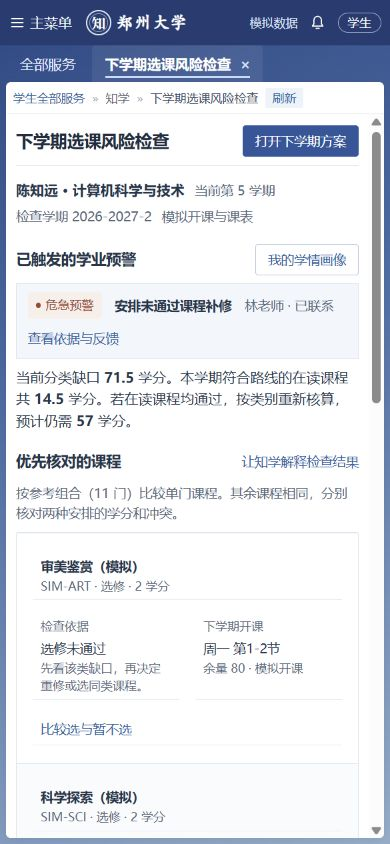 主菜单 知 郑州大学 模拟数据 学生
全部服务 下学期选课风险检查 ×
学生全部服务 » 知学 » 下学期选课风险检查 刷新
下学期选课风险检查 打开下学期方案
陈知远·计算机科学与技术 当前第 5 学期
检查学期 2026-2027-2 模拟开课与课表
已触发的学业预警 我的学情画像
危急预警 安排未通过课程补修 林老师·已联系
查看依据与反馈
当前分类缺口 71.5 学分。本学期符合路线的在读课程
共 14.5 学分。若在读课程均通过，按类别重新核算，
预计仍需 57 学分。
优先核对的课程 让知学解释检查结果
按参考组合（11 门）比较单门课程。其余课程相同，分别
核对两种安排的学分和冲突。
审美鉴赏（模拟）
SIM-ART · 选修 · 2 学分
检查依据 下学期开课
选修未通过 周一 第1-2节
先看该类缺口，再决定 余量 80 · 模拟开课
重修或选同类课程。
比较选与暂不选
科学探索（模拟）
SIM-SCI · 选修 · 2 学分